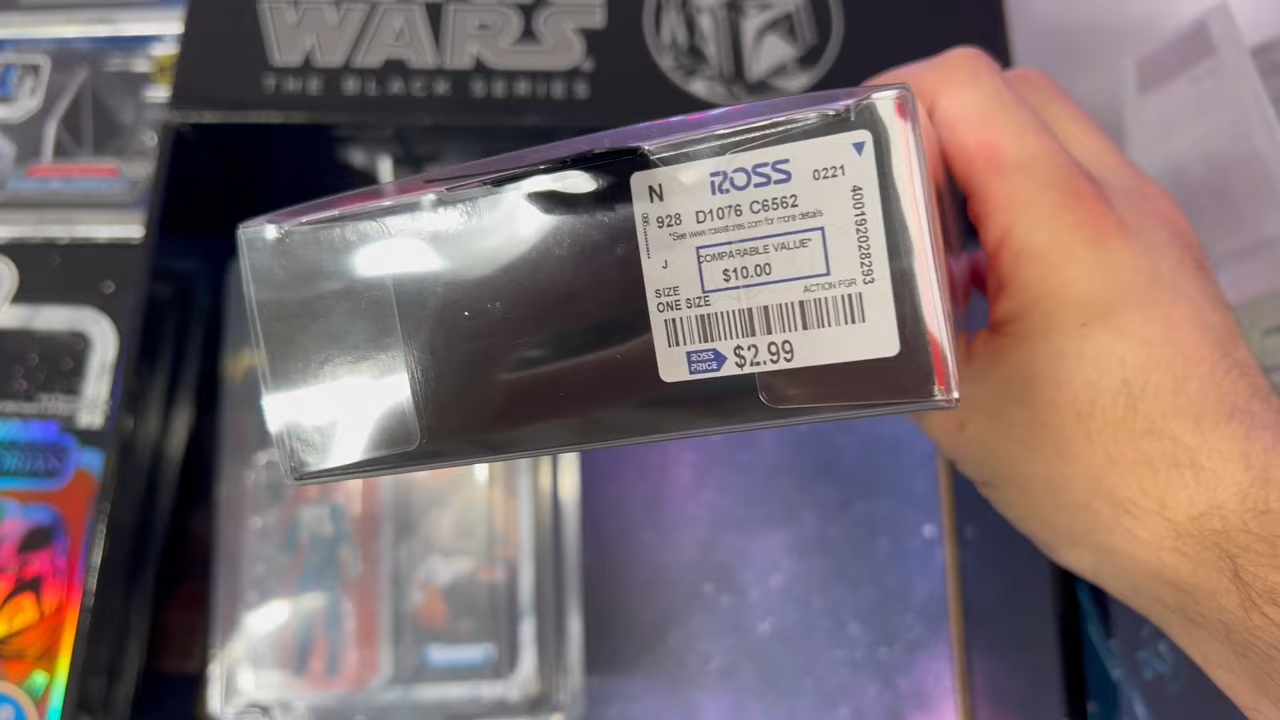 WARS
THE BLACK SERIES
N ROSS 0221
928 D1076 C6562
*See www.rossstores.com for more details
COMPARABLE VALUE*
$10.00
J
SIZE
ONE SIZE
ACTION FGR
400192028293
ROSS PRICE $2.99